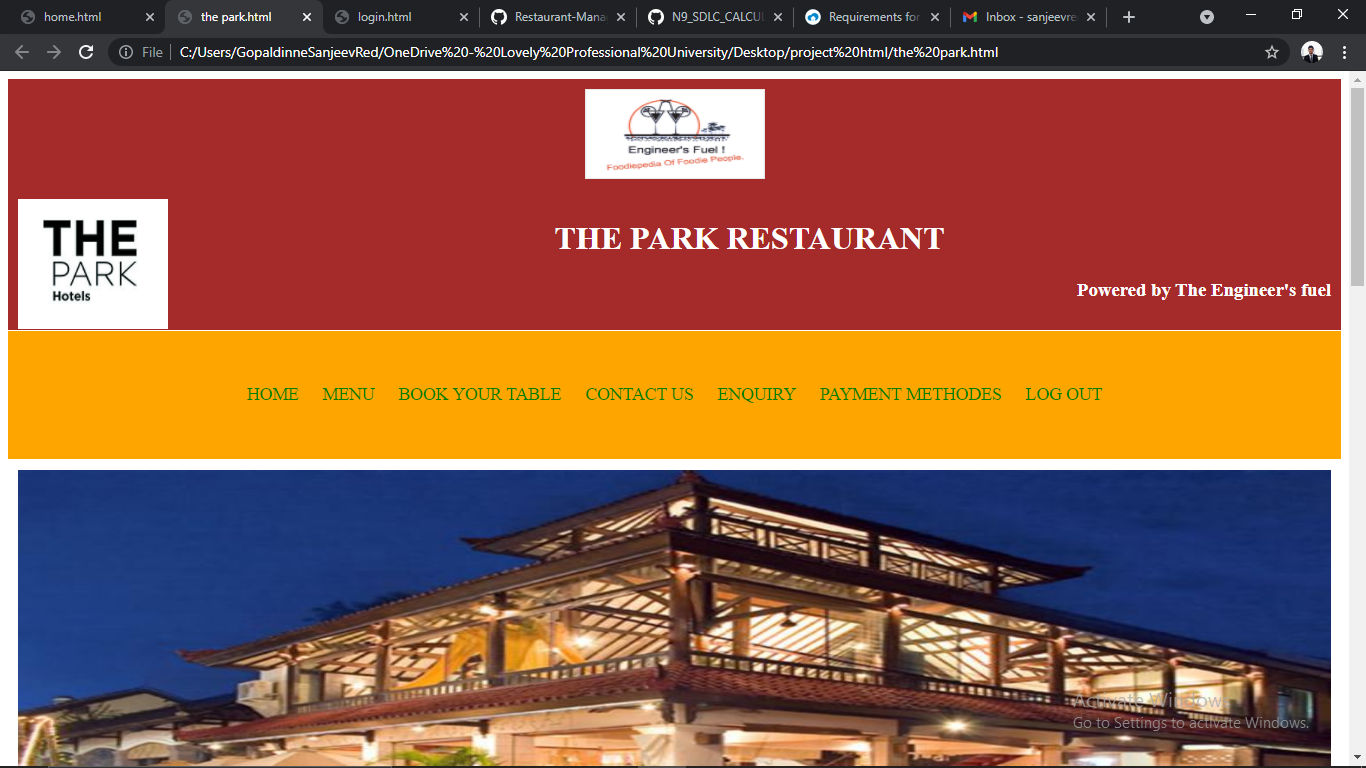 home.html
the park.html
login.html
Restaurant-Mana
N9_SDLC_CALCUL
Requirements for
Inbox - sanjeevre
File
C:/Users/GopaldinneSanjeevRed/OneDrive%20-%20Lovely%20Professional%20University/Desktop/project%20html/the%20park.html
Engineer's Fuel !
Foodiepedia Of Foodie People.
THE
PARK
Hotels
THE PARK RESTAURANT
Powered by The Engineer's fuel
HOME MENU BOOK YOUR TABLE CONTACT US ENQUIRY PAYMENT METHODES LOG OUT
Activate Windows
Go to Settings to activate Windows.